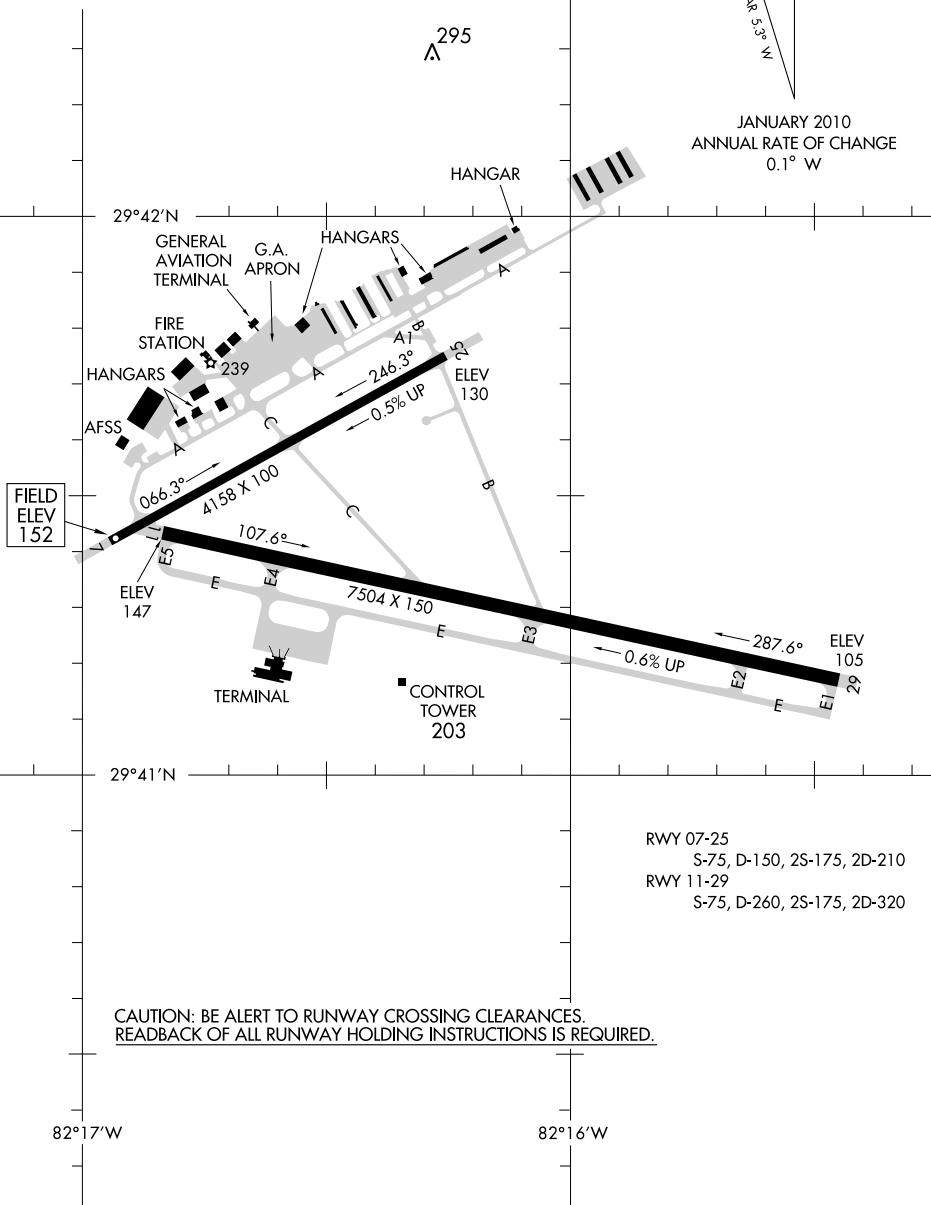 295
AR 5.3° W
JANUARY 2010
ANNUAL RATE OF CHANGE
0.1° W
HANGAR
29°42'N
GENERAL
AVIATION
TERMINAL
G.A.
APRON
HANGARS
A
FIRE
STATION
239
A1
B
25
ELEV
130
HANGARS
A
246.3°
0.5% UP
AFSS
A
C
FIELD
ELEV
152
066.3°
4158 X 100
B
C
7
11
107.6°
ELEV
147
E5
E
E4
7504 X 150
E
E3
0.6% UP
287.6°
ELEV
105
29
E2
E
E1
TERMINAL
CONTROL
TOWER
203
29°41'N
RWY 07-25
S-75, D-150, 2S-175, 2D-210
RWY 11-29
S-75, D-260, 2S-175, 2D-320
CAUTION: BE ALERT TO RUNWAY CROSSING CLEARANCES.
READBACK OF ALL RUNWAY HOLDING INSTRUCTIONS IS REQUIRED.
82°17'W
82°16'W